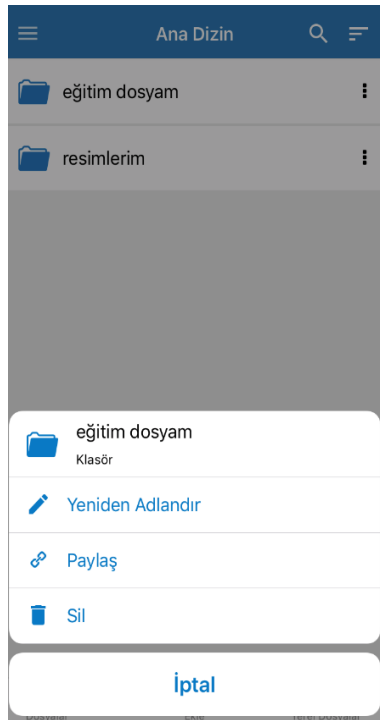 Ana Dizin
eğitim dosyam
resimlerim
eğitim dosyam
Klasör
Yeniden Adlandır
Paylaş
Sil
İptal